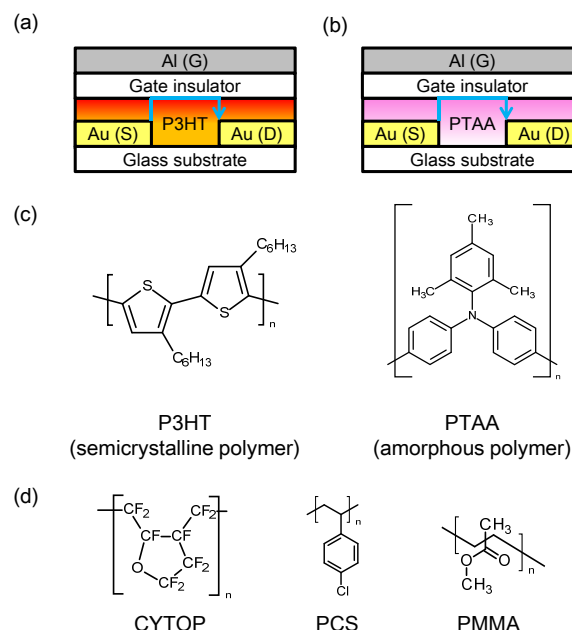 (a)
Al (G)
Gate insulator
P3HT
Au (S)
Au (D)
Glass substrate
(b)
Al (G)
Gate insulator
PTAA
Au (S)
Au (D)
Glass substrate
(c)
C6H13
S
S
n
C6H13
P3HT
(semicrystalline polymer)
CH3
H3C
CH3
N
n
PTAA
(amorphous polymer)
(d)
CF2
CF2
CF
CF
O
CF2
CF2
n
CYTOP
n
Cl
PCS
CH3
n
O
O
CH3
PMMA